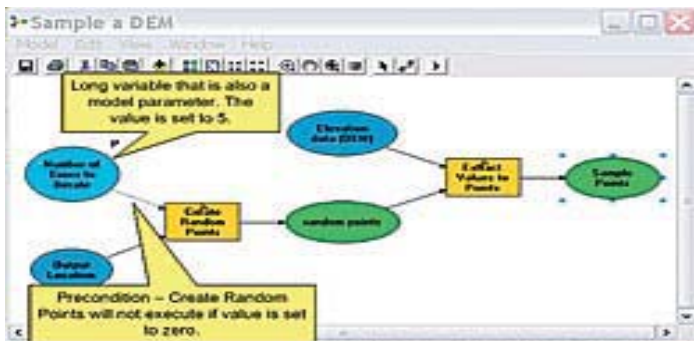 Sample a DEM
Model Edit View Window Help
Long variable that is also a
model parameter. The
value is set to 5.
P
Number of
Times to
Iterate
Elevation
data (DEM)
Extract
Values to
Points
Sample
Points
Create
Random
Points
random points
Output
Location
Precondition – Create Random
Points will not execute if value is set
to zero.